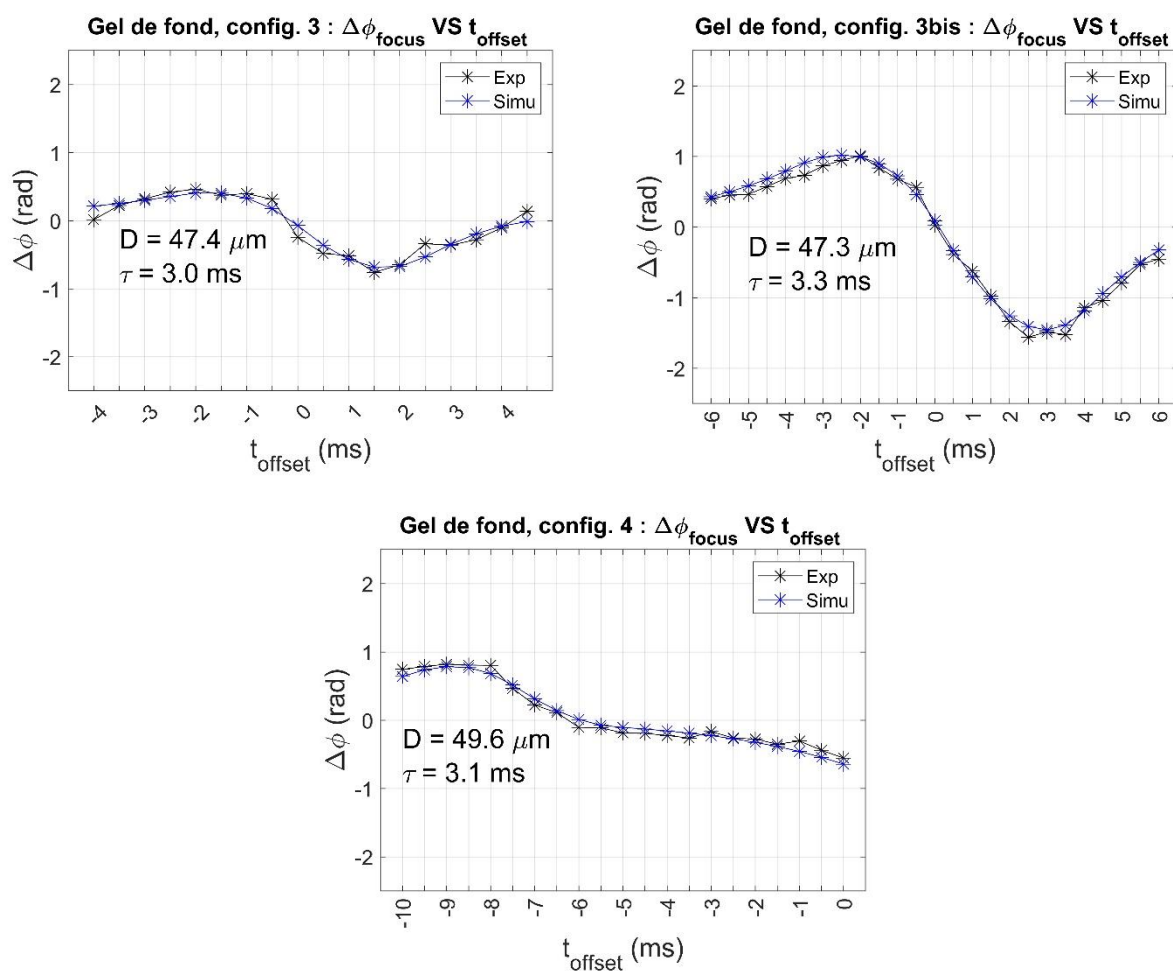 Gel de fond, config. 3 : Δϕfocus VS toffset
Exp
Simu
2
1
0
-1
-2
Δϕ (rad)
D = 47.4 μm
τ = 3.0 ms
-4 -3 -2 -1 0 1 2 3 4
toffset (ms)
Gel de fond, config. 3bis : Δϕfocus VS toffset
Exp
Simu
2
1
0
-1
-2
Δϕ (rad)
D = 47.3 μm
τ = 3.3 ms
-6 -5 -4 -3 -2 -1 0 1 2 3 4 5 6
toffset (ms)
Gel de fond, config. 4 : Δϕfocus VS toffset
Exp
Simu
2
1
0
-1
-2
Δϕ (rad)
D = 49.6 μm
τ = 3.1 ms
-10 -9 -8 -7 -6 -5 -4 -3 -2 -1 0
toffset (ms)